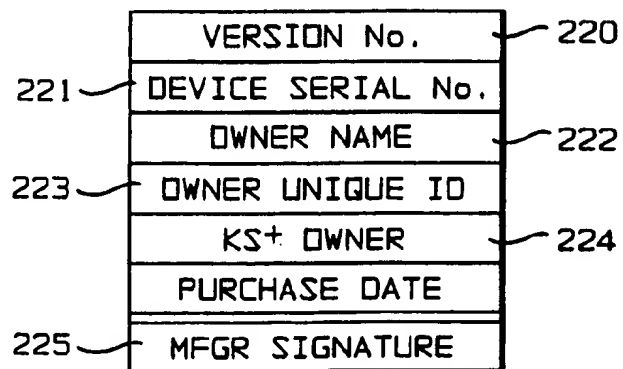 VERSION No. 220
221 DEVICE SERIAL No.
OWNER NAME 222
223 OWNER UNIQUE ID
KS+ OWNER 224
PURCHASE DATE
225 MFGR SIGNATURE